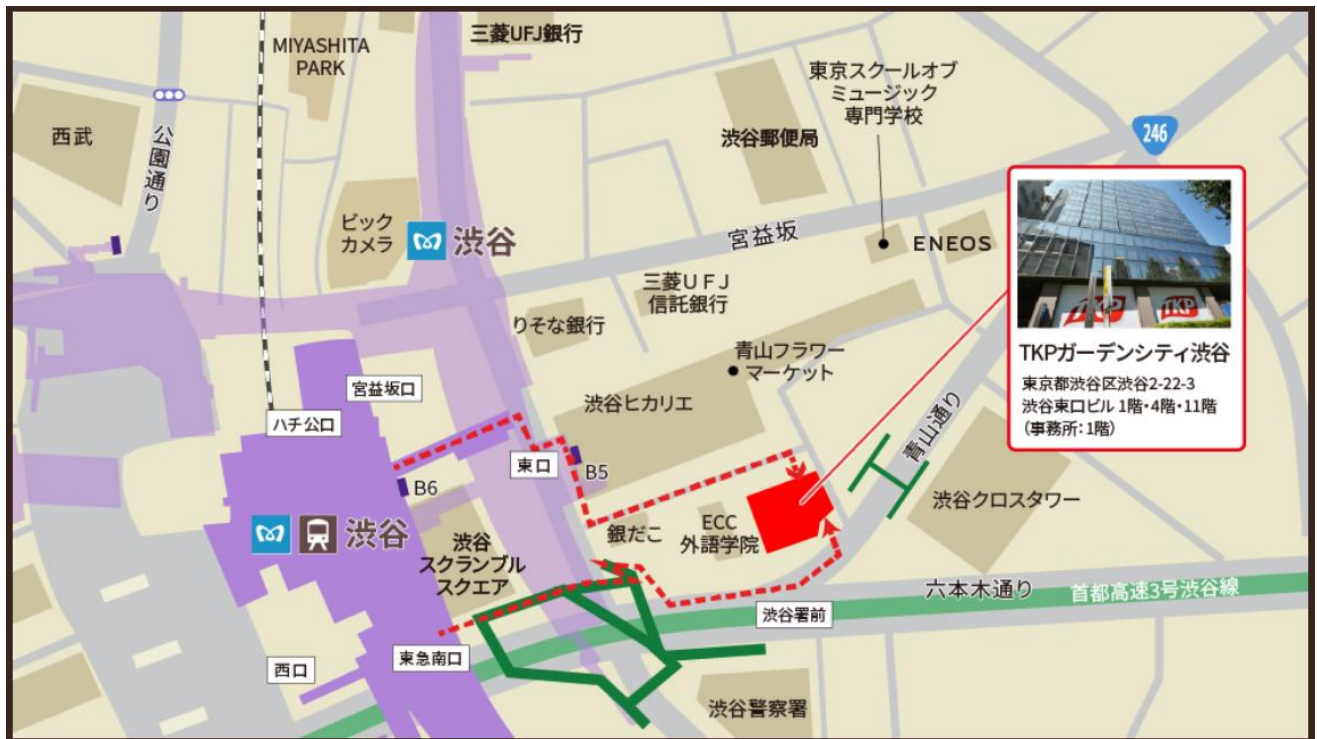 MIYASHITA
PARK
三菱UFJ銀行
東京スクールオブ
ミュージック
専門学校
西武
公園通り
渋谷郵便局
246
ビック
カメラ
渋谷
宮益坂
ENEOS
三菱ＵＦＪ
信託銀行
りそな銀行
TKP
TKP
TKPガーデンシティ渋谷
東京都渋谷区渋谷2-22-3
渋谷東口ビル 1階・4階・11階
（事務所：1階）
青山フラワー
マーケット
宮益坂口
渋谷ヒカリエ
ハチ公口
青山通り
東口
B5
B6
渋谷クロスタワー
渋谷
渋谷
スクランブル
スクエア
銀だこ
ECC
外語学院
六本木通り
首都高速3号渋谷線
渋谷署前
東急南口
西口
渋谷警察署